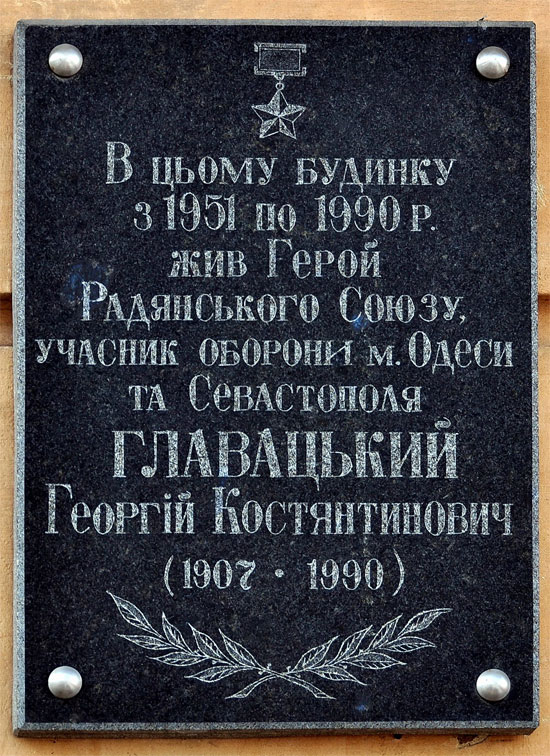 В цьому будинку
з 1951 по 1990 р.
жив Герой
Радянського Союзу,
учасник оборони м. Одеси
та Севастополя
ГЛАВАЦЬКИЙ
Георгій Костянтинович
(1907 • 1990)